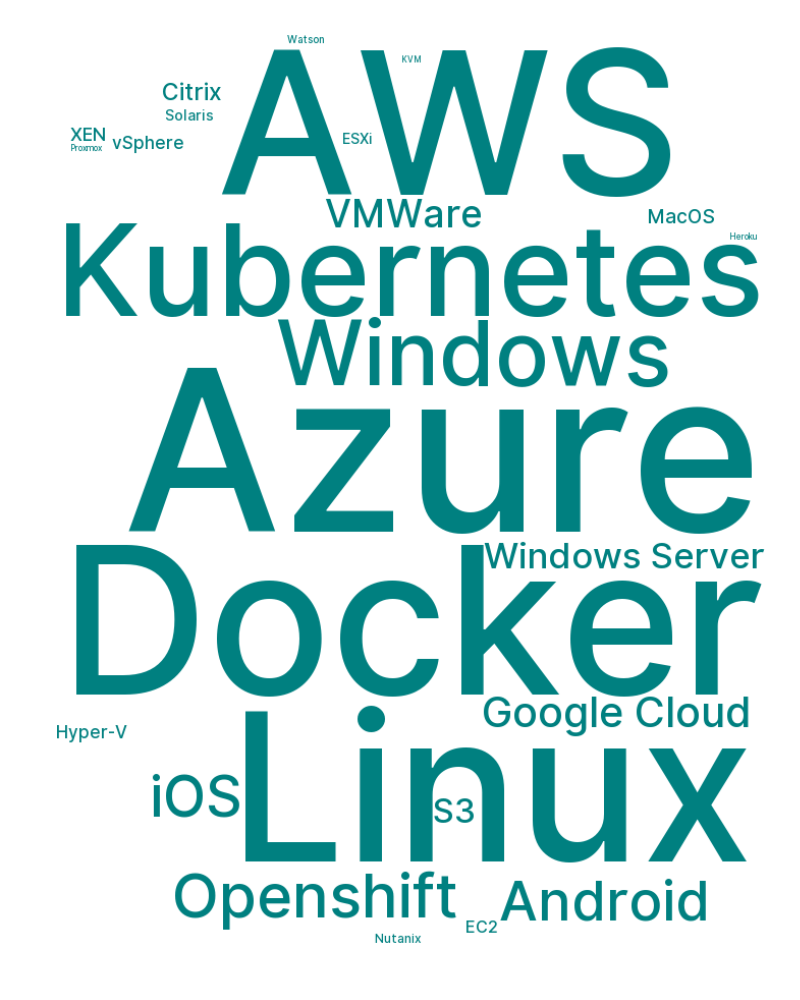 Watson
AWS
KVM
Citrix
Solaris
XEN
ESXi
vSphere
Proxmox
VMWare
MacOS
Heroku
Kubernetes
Windows
Azure
Windows Server
Docker
Google Cloud
Hyper-V
Linux
iOS
S3
Openshift
Android
EC2
Nutanix